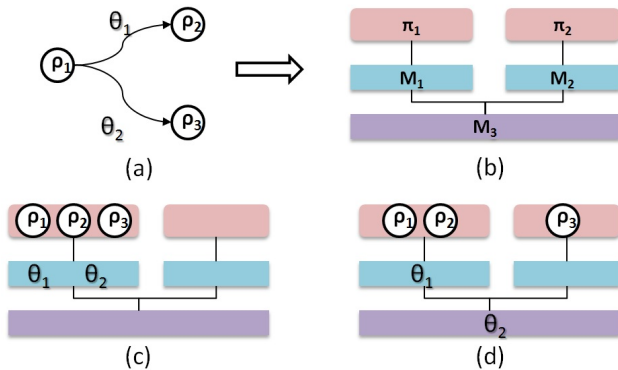 θ₁ ρ₂
ρ₁
θ₂ ρ₃
(a)
π₁ π₂
M₁ M₂
M₃
(b)
ρ₁ ρ₂ ρ₃
θ₁ θ₂
(c)
ρ₁ ρ₂ ρ₃
θ₁
θ₂
(d)